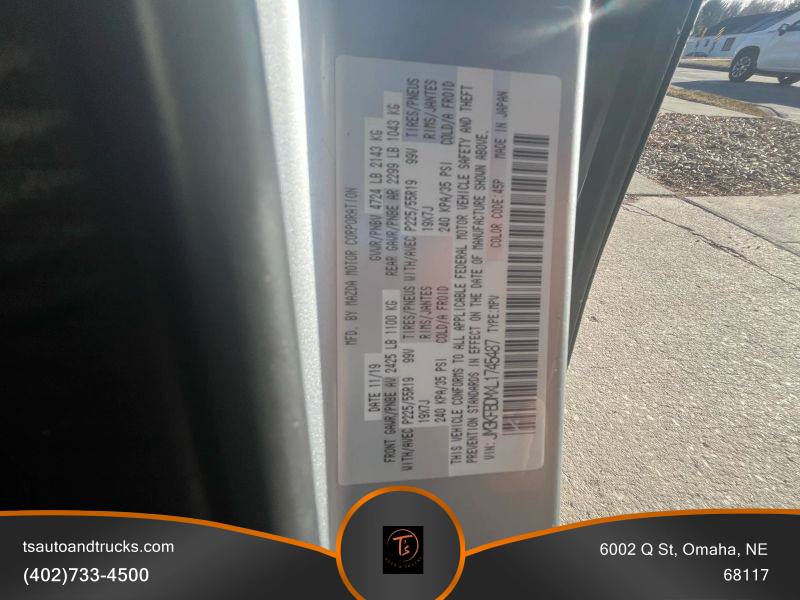 MFD. BY MAZDA MOTOR CORPORATION
DATE 11/19 GVWR/PNBV 4724 LB 2143 KG
FRONT GAWR/PNBE AV 2425 LB 1100 KG REAR GAWR/PNBE AR 2299 LB 1043 KG
WITH/AVEC P225/55R19 99V TIRES/PNEUS WITH/AVEC P225/55R19 99V TIRES/PNEUS
19X7J RIMS/JANTES 19X7J RIMS/JANTES
240 KPA/35 PSI COLD/A FROID 240 KPA/35 PSI COLD/A FROID
THIS VEHICLE CONFORMS TO ALL APPLICABLE FEDERAL MOTOR VEHICLE SAFETY AND THEFT
PREVENTION STANDARDS IN EFFECT ON THE DATE OF MANUFACTURE SHOWN ABOVE.
VIN: TYPE:MPV COLOR CODE:45P MADE IN JAPAN
T's
tsautoandtrucks.com
(402)733-4500
6002 Q St, Omaha, NE
68117